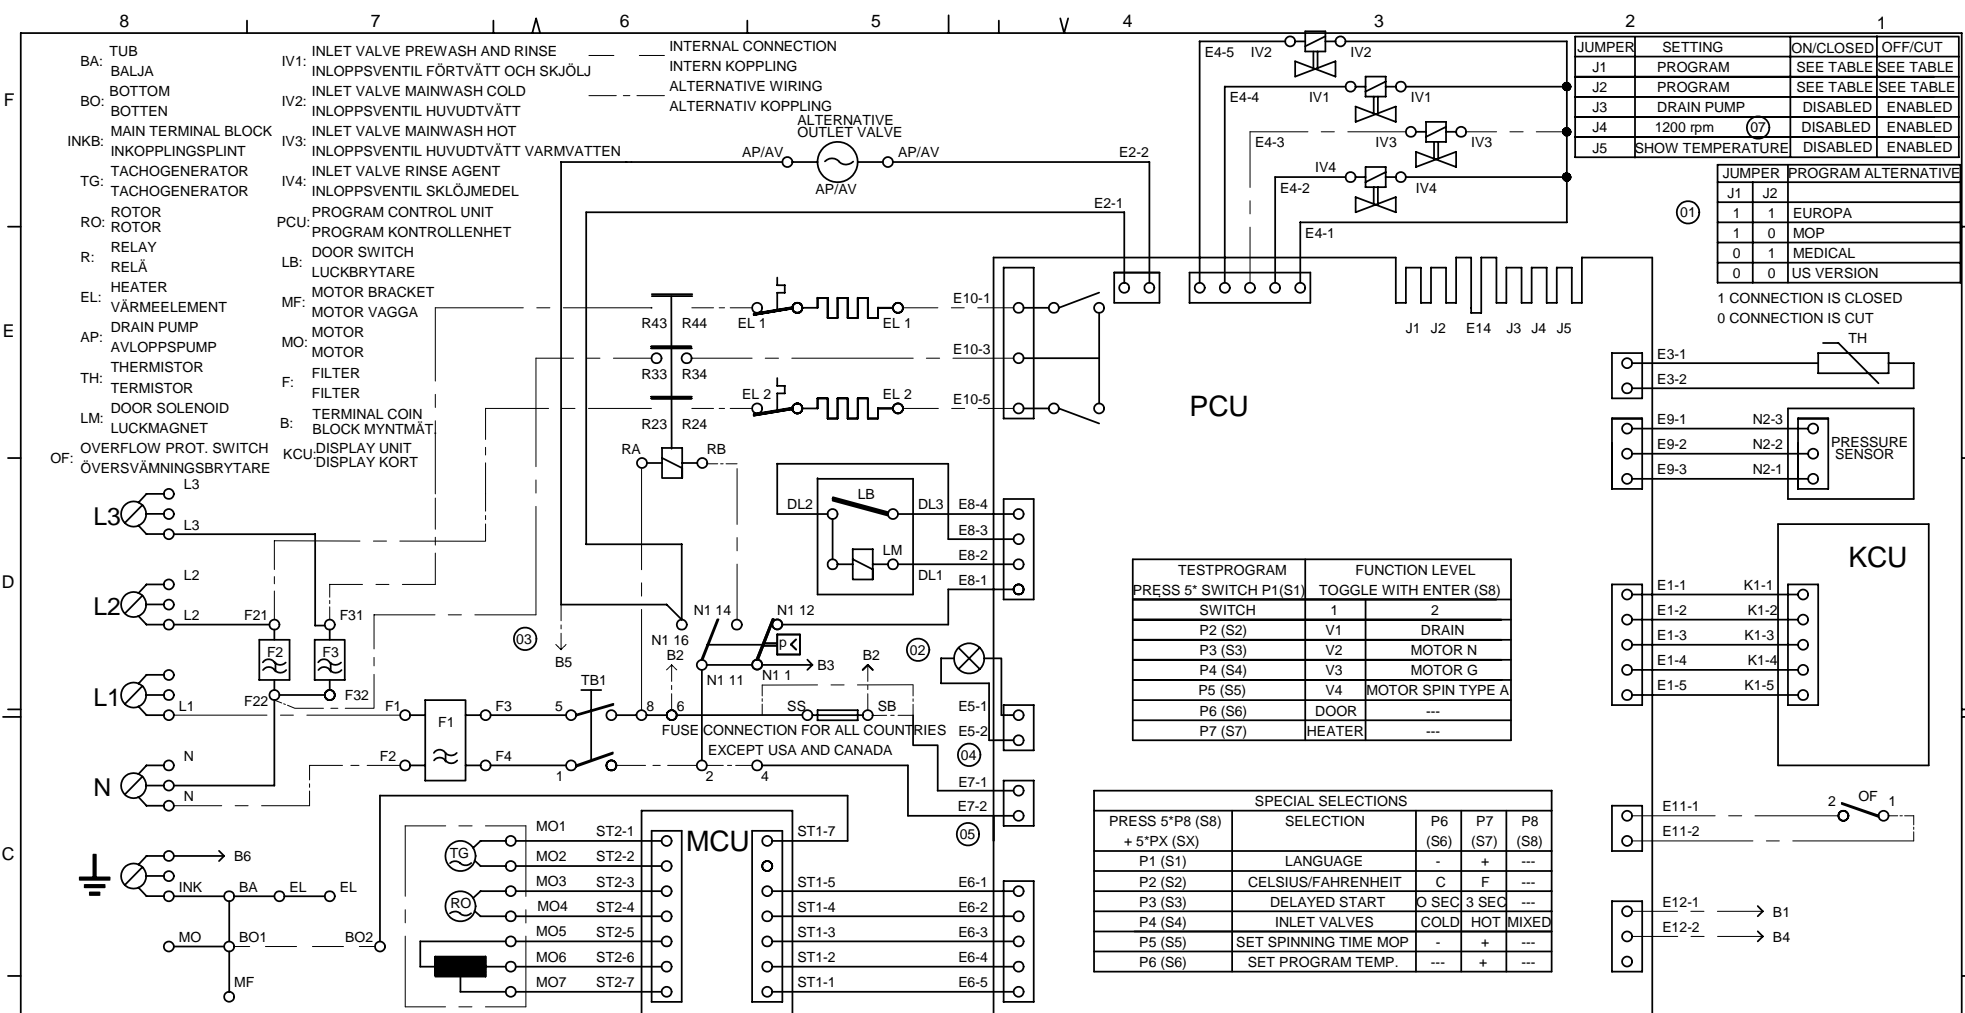 8 7 6 5 4 3 2 1
F
E
D
C
BA: TUB
BALJA
BO: BOTTOM
BOTTEN
INKB: MAIN TERMINAL BLOCK
INKOPPLINGSPLINT
TG: TACHOGENERATOR
TACHOGENERATOR
RO: ROTOR
ROTOR
R: RELAY
RELÄ
EL: HEATER
VÄRMEELEMENT
AP: DRAIN PUMP
AVLOPPSPUMP
TH: THERMISTOR
TERMISTOR
LM: DOOR SOLENOID
LUCKMAGNET
OF: OVERFLOW PROT. SWITCH
ÖVERSVÄMNINGSBRYTARE
IV1: INLET VALVE PREWASH AND RINSE
INLOPPSVENTIL FÖRTVÄTT OCH SKJÖLJ
IV2: INLET VALVE MAINWASH COLD
INLOPPSVENTIL HUVUDTVÄTT
IV3: INLET VALVE MAINWASH HOT
INLOPPSVENTIL HUVUDTVÄTT VARMVATTEN
IV4: INLET VALVE RINSE AGENT
INLOPPSVENTIL SKLÖJMEDEL
PCU: PROGRAM CONTROL UNIT
PROGRAM KONTROLLENHET
LB: DOOR SWITCH
LUCKBRYTARE
MF: MOTOR BRACKET
MOTOR VAGGA
MO: MOTOR
MOTOR
F: FILTER
FILTER
B: TERMINAL COIN
BLOCK MYNTMÄT.
KCU: DISPLAY UNIT
DISPLAY KORT
INTERNAL CONNECTION
INTERN KOPPLING
ALTERNATIVE WIRING
ALTERNATIV KOPPLING
ALTERNATIVE
OUTLET VALVE
AP/AV AP/AV
AP/AV
E2-2
E2-1
E4-5 IV2 IV2
E4-4 IV1 IV1
E4-3 IV3 IV3
IV4
E4-2 IV4
E4-1
JUMPER SETTING ON/CLOSED OFF/CUT
J1 PROGRAM SEE TABLE SEE TABLE
J2 PROGRAM SEE TABLE SEE TABLE
J3 DRAIN PUMP DISABLED ENABLED
J4 1200 rpm 07 DISABLED ENABLED
J5 SHOW TEMPERATURE DISABLED ENABLED
JUMPER PROGRAM ALTERNATIVE
J1 J2
01
1 1 EUROPA
1 0 MOP
0 1 MEDICAL
0 0 US VERSION
1 CONNECTION IS CLOSED
0 CONNECTION IS CUT
R43 R44 EL 1 EL 1 E10-1
R33 R34 E10-3
EL 2 EL 2 E10-5
R23 R24
RA RB
J1 J2 E14 J3 J4 J5
PCU
TH
E3-1
E3-2
E9-1 N2-3
E9-2 N2-2
E9-3 N2-1
PRESSURE
SENSOR
KCU
E1-1 K1-1
E1-2 K1-2
E1-3 K1-3
E1-4 K1-4
E1-5 K1-5
E11-1 2 OF 1
E11-2
E12-1 B1
E12-2 B4
LB
DL2 DL3 E8-4
E8-3
LM E8-2
DL1 E8-1
L3
L3
L3
L2
L2
L2
F21 F31
F2 F3
F22 F32
L1
L1
N
N
N
B6
INK BA EL EL
MO BO1 BO2
MF
F1 F3
F1
F2 F4
TB1
5 8 6
1 2 4
03
B5
N1 14 N1 12
N1 16
P<
B2
N1 11 N1 1
B3 B2
02
SS SB
FUSE CONNECTION FOR ALL COUNTRIES
EXCEPT USA AND CANADA
E5-1
E5-2
04
E7-1
E7-2
05
MCU
TG
RO
MO1 ST2-1
MO2 ST2-2
MO3 ST2-3
MO4 ST2-4
MO5 ST2-5
MO6 ST2-6
MO7 ST2-7
ST1-7
ST1-5 E6-1
ST1-4 E6-2
ST1-3 E6-3
ST1-2 E6-4
ST1-1 E6-5
TESTPROGRAM FUNCTION LEVEL
PRESS 5* SWITCH P1(S1) TOGGLE WITH ENTER (S8)
SWITCH 1 2
P2 (S2) V1 DRAIN
P3 (S3) V2 MOTOR N
P4 (S4) V3 MOTOR G
P5 (S5) V4 MOTOR SPIN TYPE A
P6 (S6) DOOR ---
P7 (S7) HEATER ---
SPECIAL SELECTIONS
PRESS 5*P8 (S8) SELECTION P6 P7 P8
+ 5*PX (SX) (S6) (S7) (S8)
P1 (S1) LANGUAGE - + ---
P2 (S2) CELSIUS/FAHRENHEIT C F ---
P3 (S3) DELAYED START O SEC 3 SEC ---
P4 (S4) INLET VALVES COLD HOT MIXED
P5 (S5) SET SPINNING TIME MOP - + ---
P6 (S6) SET PROGRAM TEMP. --- + ---